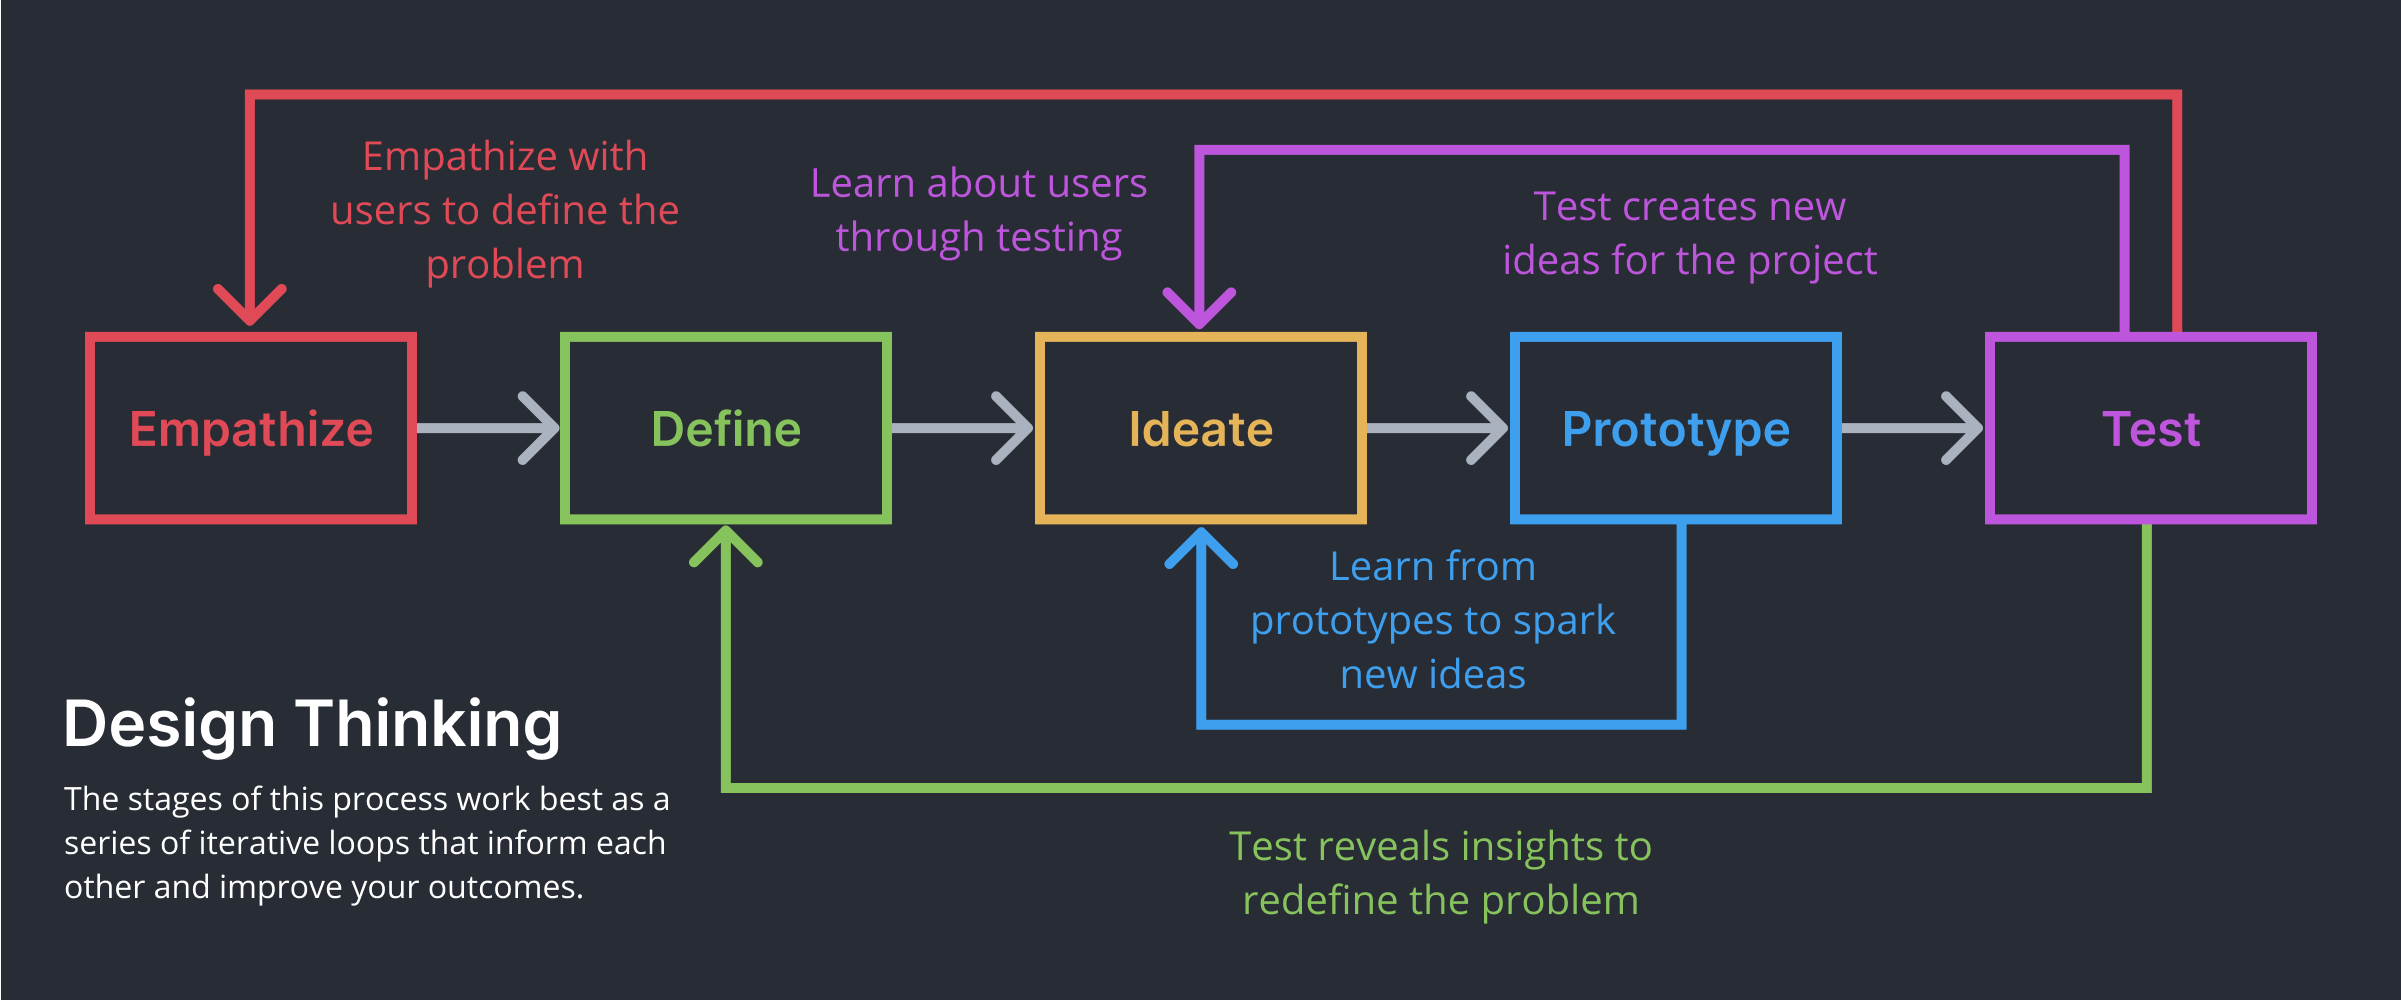 Empathize with
users to define the
problem
Learn about users
through testing
Test creates new
ideas for the project
Empathize
Define
Ideate
Prototype
Test
Learn from
prototypes to spark
new ideas
Design Thinking
The stages of this process work best as a
series of iterative loops that inform each
other and improve your outcomes.
Test reveals insights to
redefine the problem